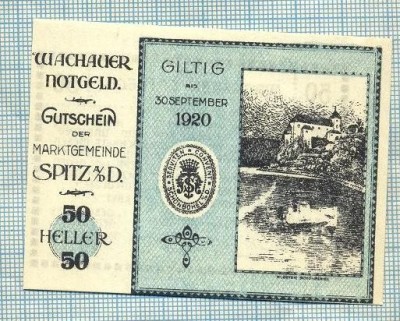 WACHAUER
NOTGELD.
GUTSCHEIN
DER
MARKTGEMEINDE
SPITZ A/D.
50
HELLER
50
GILTIG
BIS
30 SEPTEMBER
1920